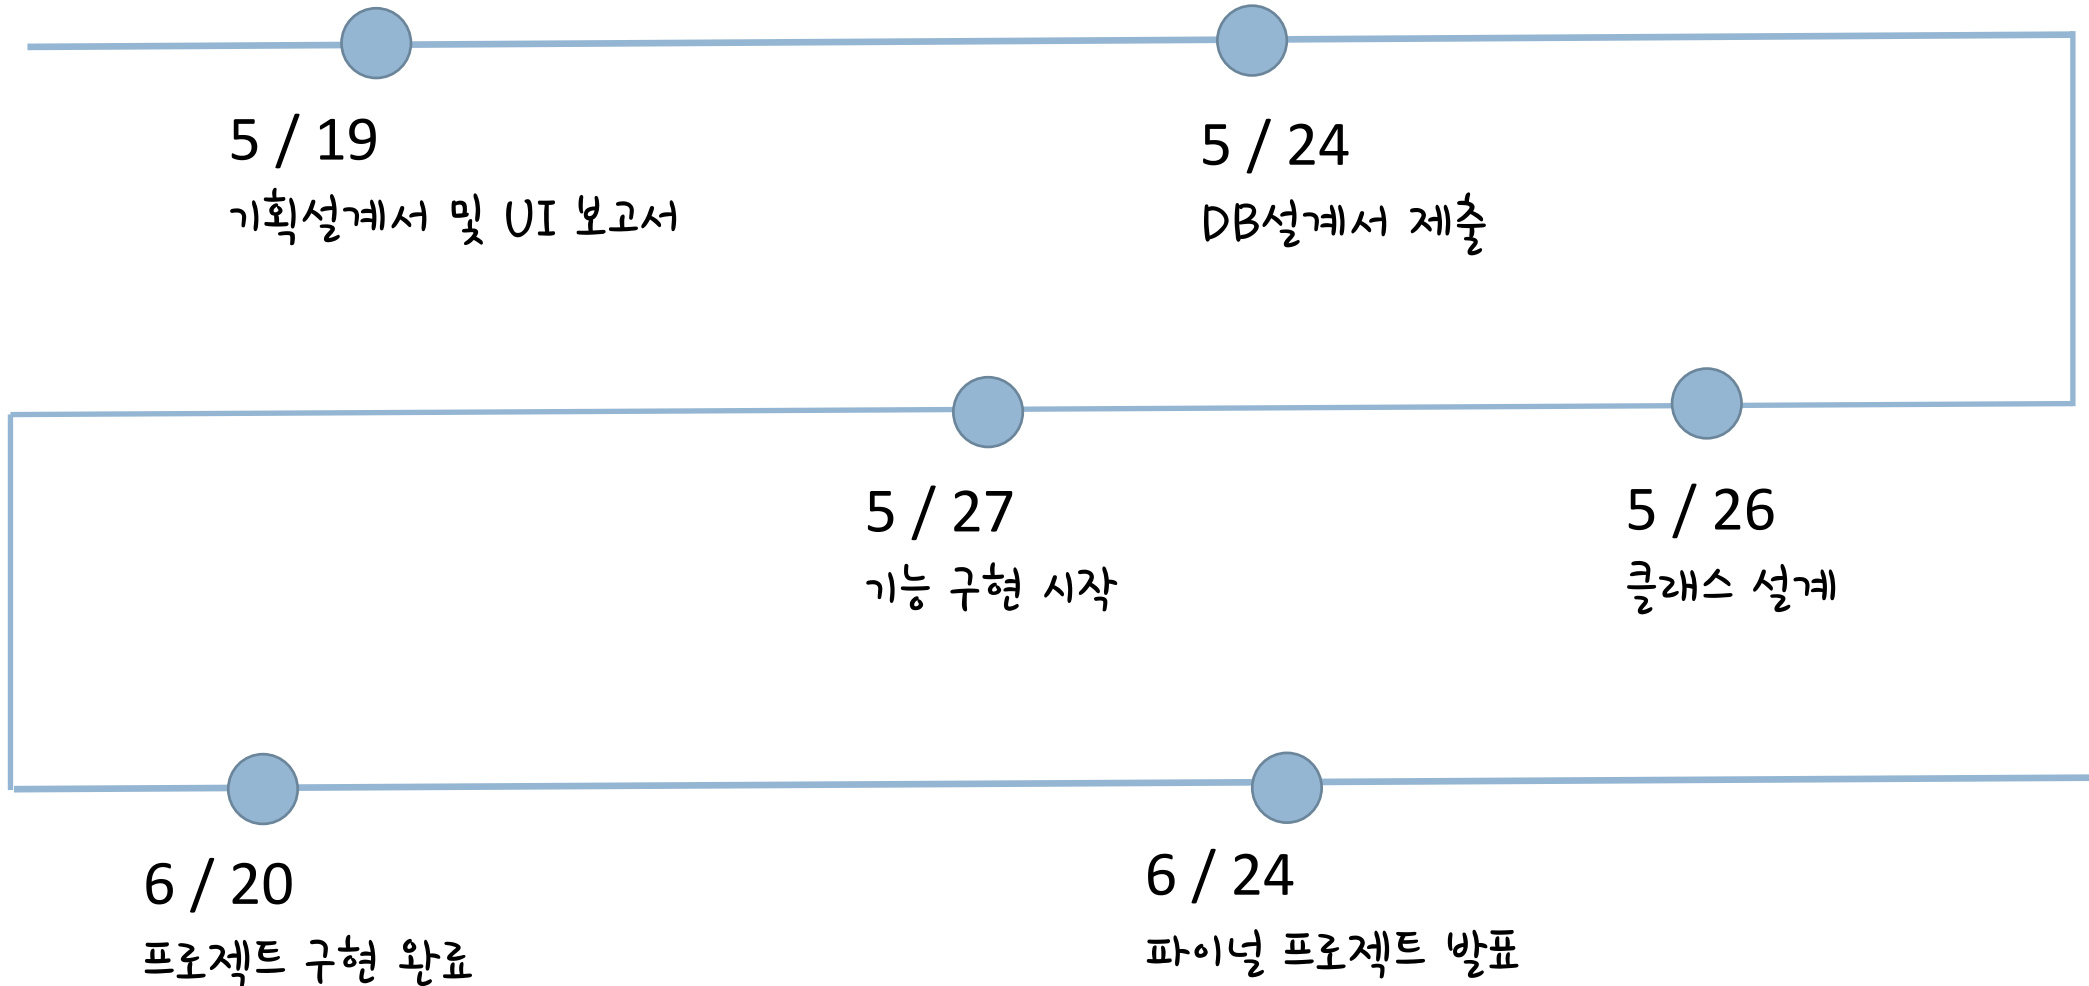 5 / 19
기획설계서 및 UI 보고서
5 / 24
DB설계서 제출
5 / 26
클래스 설계
5 / 27
기능 구현 시작
6 / 20
프로젝트 구현 완료
6 / 24
파이널 프로젝트 발표